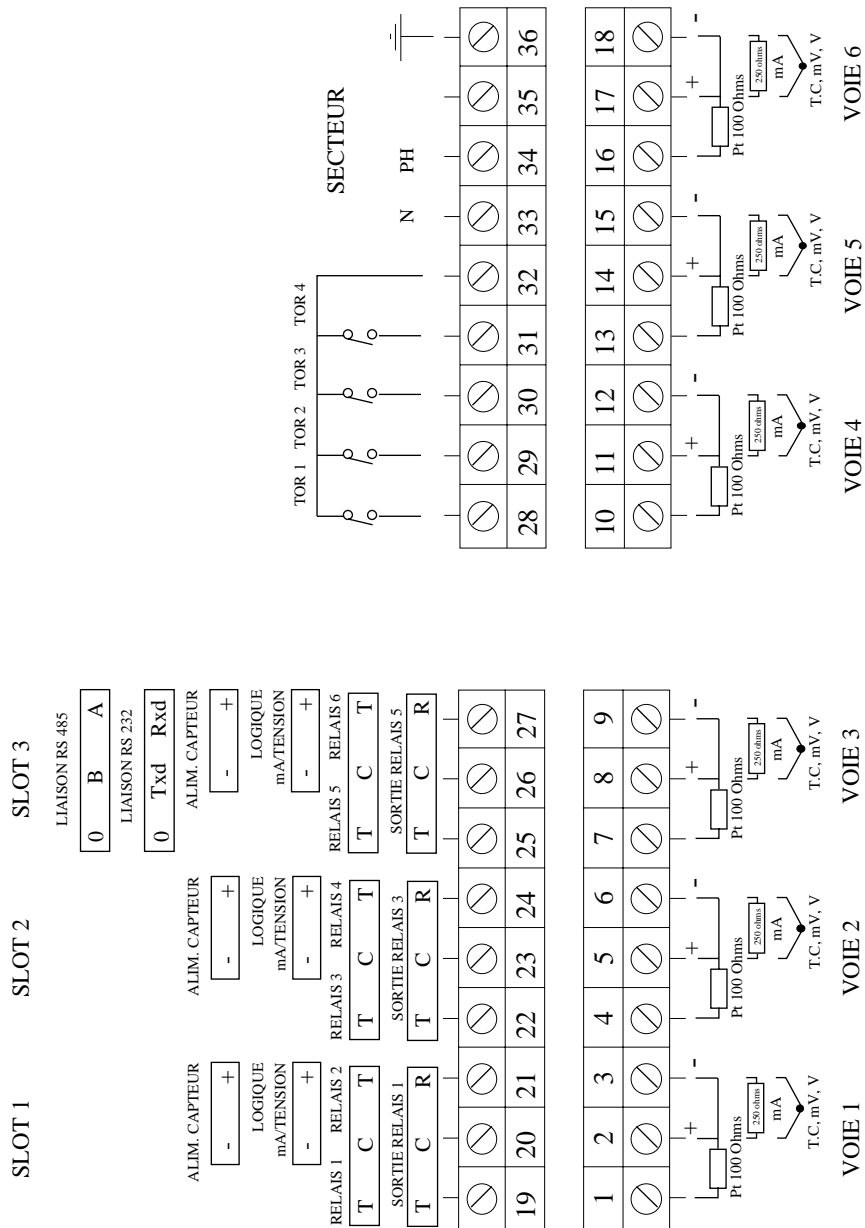 SLOT 1
SLOT 2
SLOT 3
LIAISON RS 485
0 B A
LIAISON RS 232
0 Txd Rxd
ALIM. CAPTEUR
- +
ALIM. CAPTEUR
- +
ALIM. CAPTEUR
- +
LOGIQUE
mA/TENSION
- +
LOGIQUE
mA/TENSION
- +
LOGIQUE
mA/TENSION
- +
RELAIS 1 RELAIS 2
T C T
RELAIS 3 RELAIS 4
T C T
RELAIS 5 RELAIS 6
T C T
SORTIE RELAIS 1
T C R
SORTIE RELAIS 3
T C R
SORTIE RELAIS 5
T C R
TOR 1 TOR 2 TOR 3 TOR 4
SECTEUR
N PH
19 20 21 22 23 24 25 26 27
28 29 30 31 32 33 34 35 36
1 2 3 4 5 6 7 8 9
10 11 12 13 14 15 16 17 18
+ -
Pt 100 Ohms
250 ohms
mA
T.C, mV, V
VOIE 1
+ -
Pt 100 Ohms
250 ohms
mA
T.C, mV, V
VOIE 2
+ -
Pt 100 Ohms
250 ohms
mA
T.C, mV, V
VOIE 3
+ -
Pt 100 Ohms
250 ohms
mA
T.C, mV, V
VOIE 4
+ -
Pt 100 Ohms
250 ohms
mA
T.C, mV, V
VOIE 5
+ -
Pt 100 Ohms
250 ohms
mA
T.C, mV, V
VOIE 6